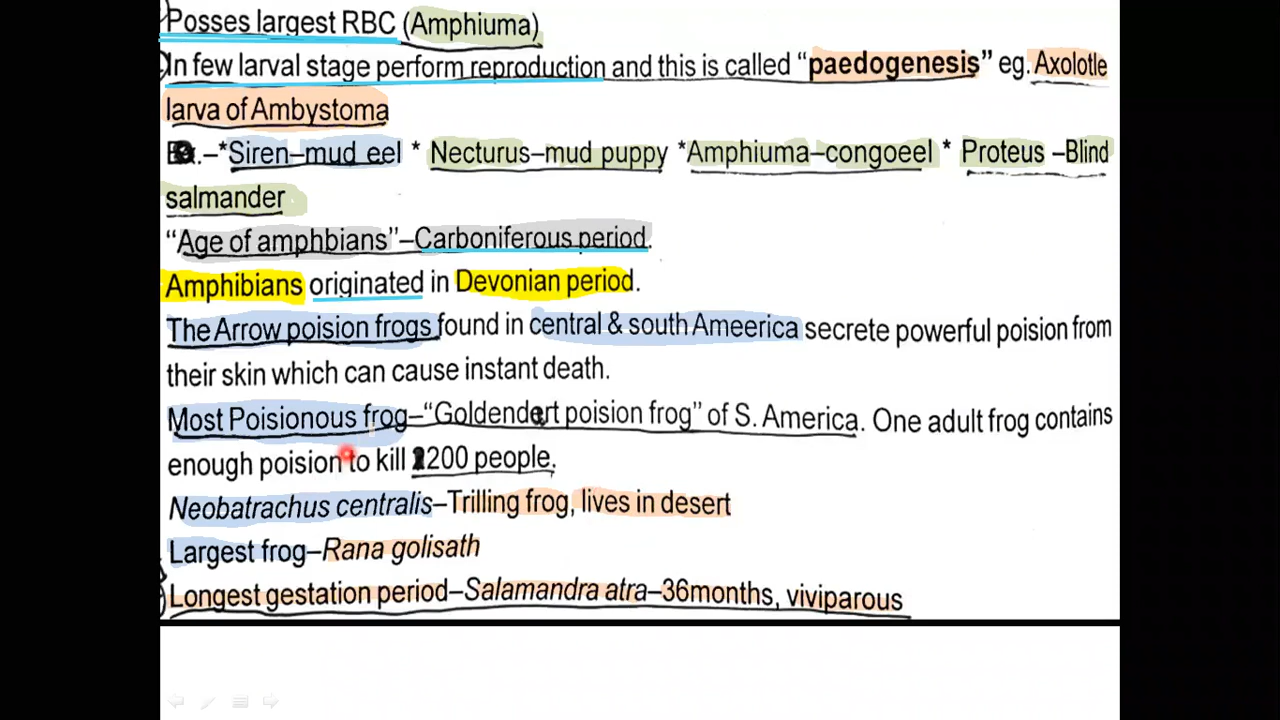 Posses largest RBC (Amphiuma)
In few larval stage perform reproduction and this is called “paedogenesis” eg. Axolotle
larva of Ambystoma
.–*Siren–mud eel * Necturus–mud puppy *Amphiuma–congoeel * Proteus –Blind
salmander
“Age of amphbians”–Carboniferous period.
Amphibians originated in Devonian period.
The Arrow poision frogs found in central & south Ameerica secrete powerful poision from
their skin which can cause instant death.
Most Poisionous frog–“Goldendert poision frog” of S. America. One adult frog contains
enough poision to kill 2200 people.
Neobatrachus centralis–Trilling frog, lives in desert
Largest frog–Rana golisath
Longest gestation period–Salamandra atra–36months, viviparous